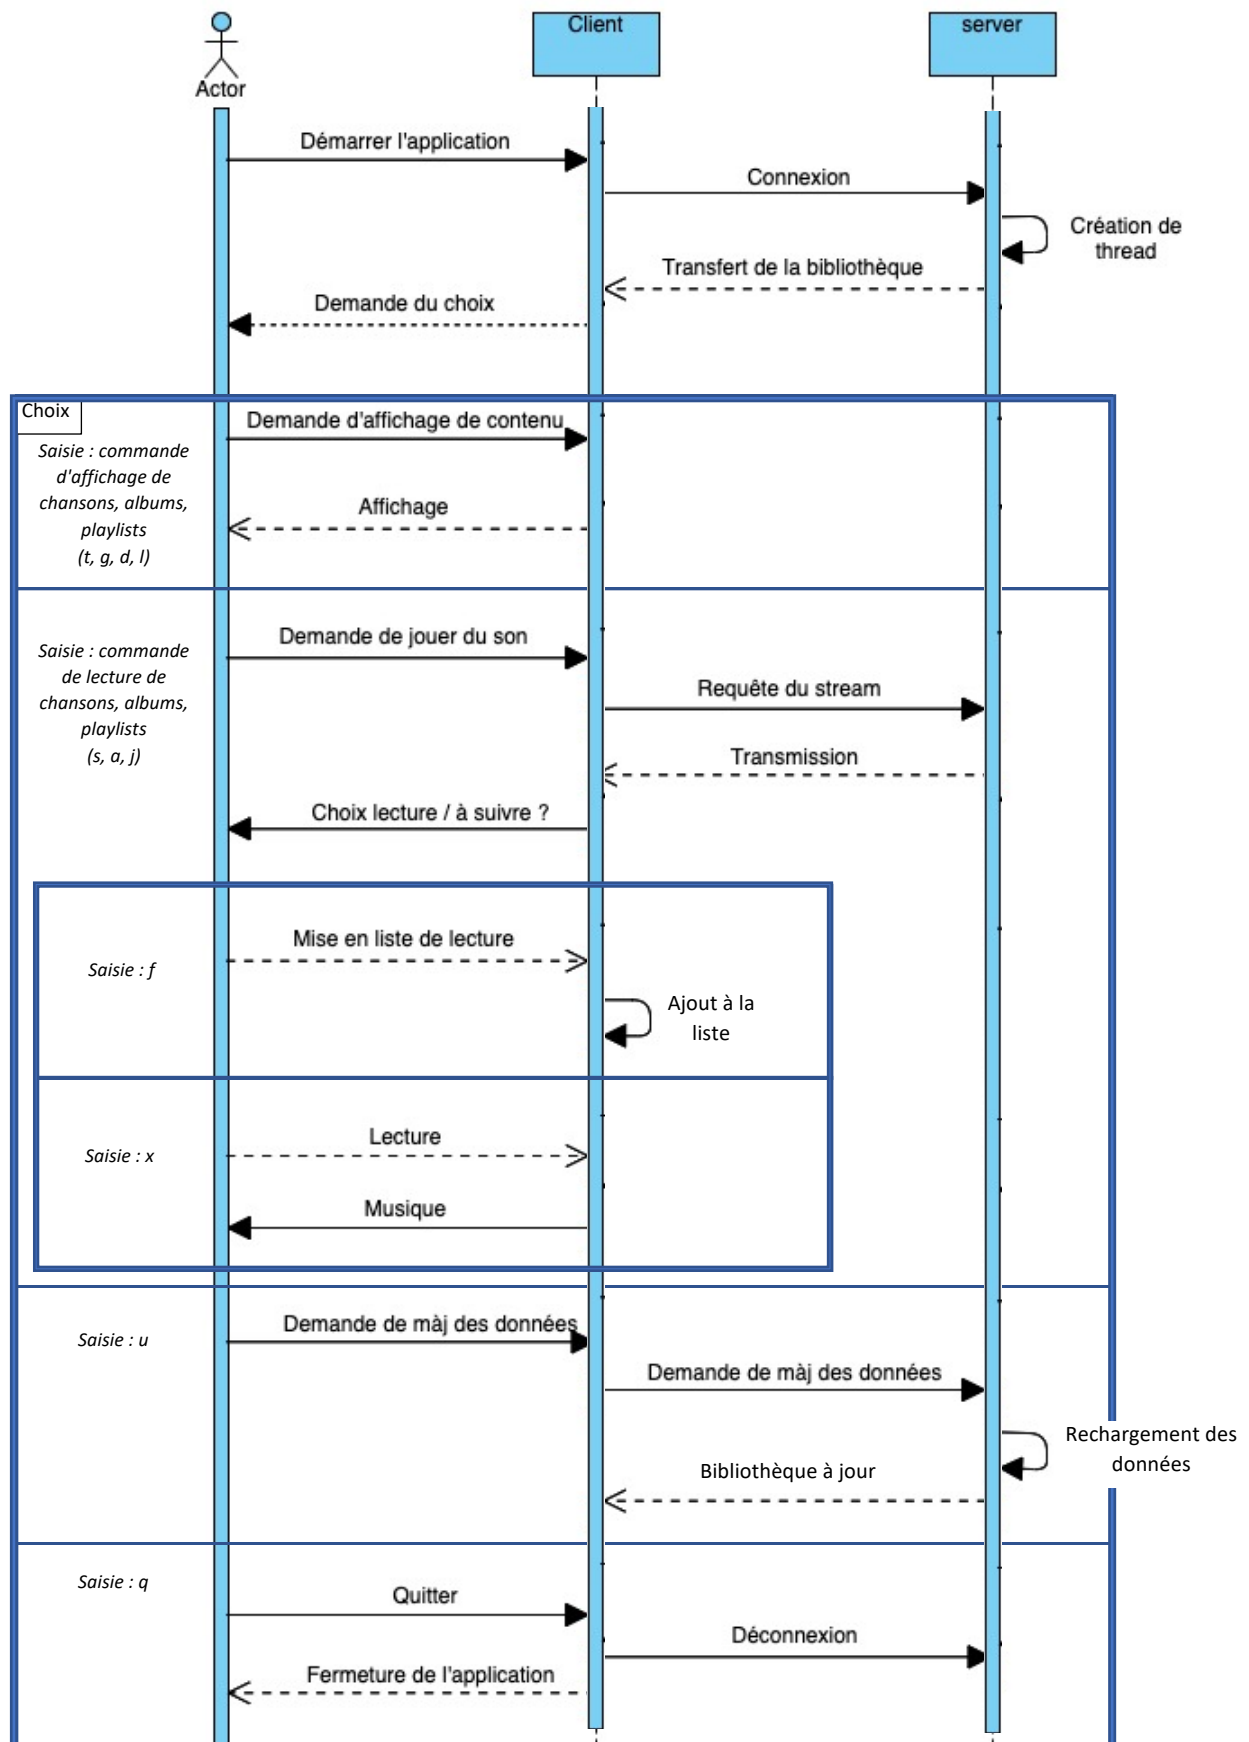 Client
server
Actor
Démarrer l'application
Connexion
Création de
thread
Transfert de la bibliothèque
Demande du choix
Choix
Demande d'affichage de contenu
Saisie : commande
d'affichage de
chansons, albums,
playlists
(t, g, d, l)
Affichage
Demande de jouer du son
Saisie : commande
de lecture de
chansons, albums,
playlists
(s, a, j)
Requête du stream
Transmission
Choix lecture / à suivre ?
Mise en liste de lecture
Saisie : f
Ajout à la
liste
Lecture
Saisie : x
Musique
Demande de màj des données
Saisie : u
Demande de màj des données
Rechargement des
données
Bibliothèque à jour
Saisie : q
Quitter
Déconnexion
Fermeture de l'application